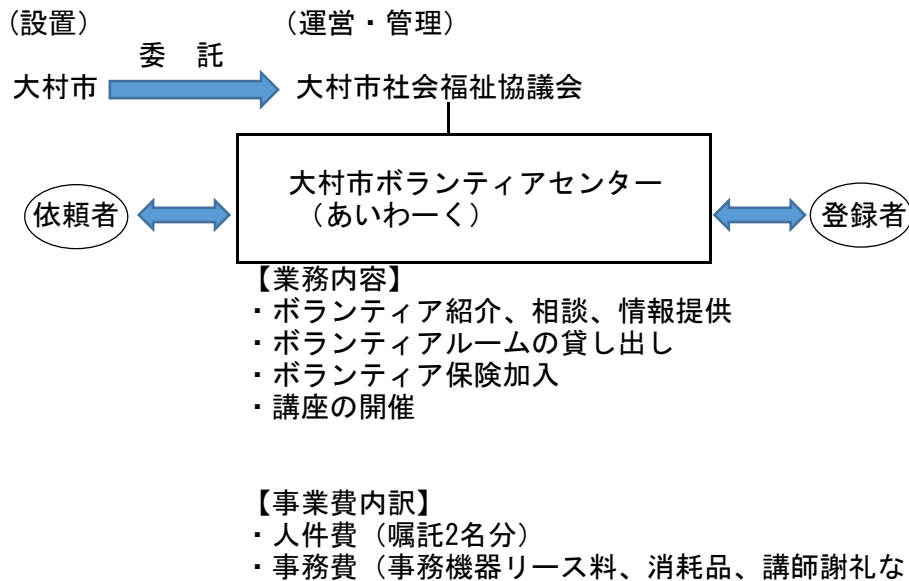 （設置）　（運営・管理）
委　託
大村市　大村市社会福祉協議会
大村市ボランティアセンター
（あいわーく）
依頼者　登録者
【業務内容】
・ボランティア紹介、相談、情報提供
・ボランティアルームの貸し出し
・ボランティア保険加入
・講座の開催
【事業費内訳】
・人件費（嘱託2名分）
・事務費（事務機器リース料、消耗品、講師謝礼な